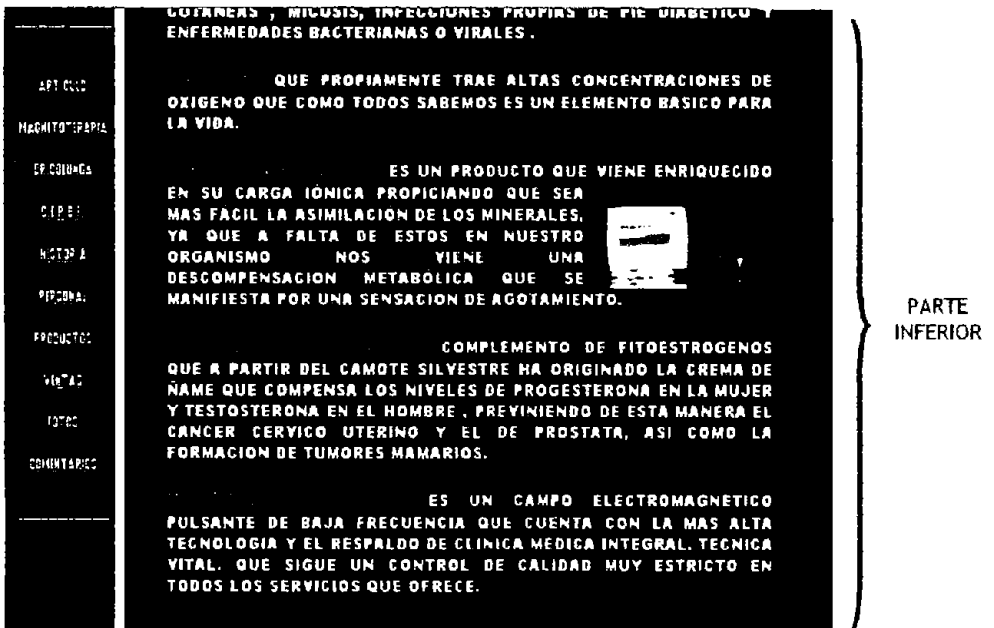 COTANEAS , MICOSIS, INFECCIONES PROPIAS DE PIE DIABETICO Y
ENFERMEDADES BACTERIANAS O VIRALES .
QUE PROPIAMENTE TRAE ALTAS CONCENTRACIONES DE
OXIGENO QUE COMO TODOS SABEMOS ES UN ELEMENTO BASICO PARA
LA VIDA.
ES UN PRODUCTO QUE VIENE ENRIQUECIDO
EN SU CARGA IÓNICA PROPICIANDO QUE SEA
MAS FACIL LA ASIMILACIÓN DE LOS MINERALES,
YA QUE A FALTA DE ESTOS EN NUESTRO
ORGANISMO NOS VIENE UNA
DESCOMPENSACION METABÓLICA QUE SE
MANIFIESTA POR UNA SENSACION DE AGOTAMIENTO.
COMPLEMENTO DE FITOESTROGENOS
QUE A PARTIR DEL CAMOTE SILVESTRE HA ORIGINADO LA CREMA DE
ÑAME QUE COMPENSA LOS NIVELES DE PROGESTERONA EN LA MUJER
Y TESTOSTERONA EN EL HOMBRE , PREVINIENDO DE ESTA MANERA EL
CANCER CERVICO UTERINO Y EL DE PROSTATA, ASI COMO LA
FORMACION DE TUMORES MAMARIOS.
ES UN CAMPO ELECTROMAGNETICO
PULSANTE DE BAJA FRECUENCIA QUE CUENTA CON LA MAS ALTA
TECNOLOGIA Y EL RESPALDO DE CLINICA MEDICA INTEGRAL. TECNICA
VITAL. QUE SIGUE UN CONTROL DE CALIDAD MUY ESTRICTO EN
TODOS LOS SERVICIOS QUE OFRECE.
ARTICULO
MAGNITOTERAPIA
HISTORIA
PERSONAL
PRODUCTOS
VENTAS
FOTOS
COMENTARIOS
PARTE
INFERIOR